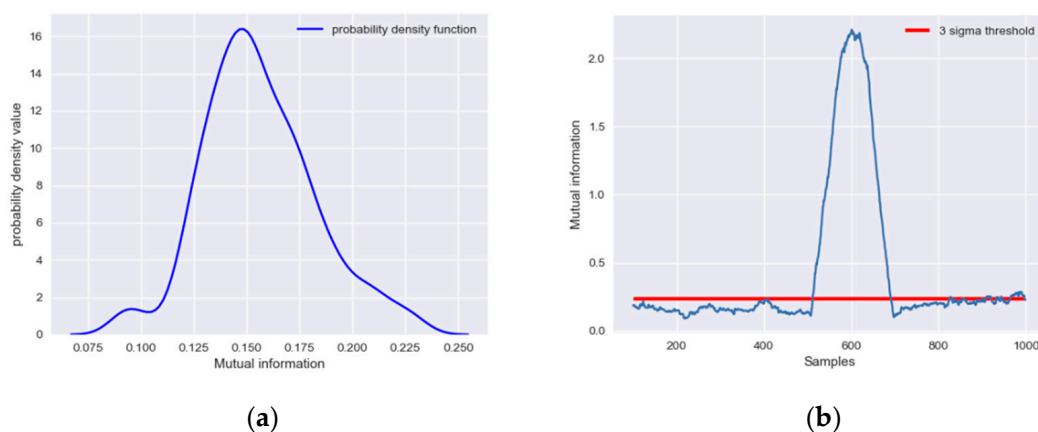 probability density function
16
14
12
10
8
6
4
2
0
probability density value
0.075 0.100 0.125 0.150 0.175 0.200 0.225 0.250
Mutual information
(a)
3 sigma threshold
2.0
1.5
1.0
0.5
0.0
Mutual information
200 400 600 800 1000
Samples
(b)